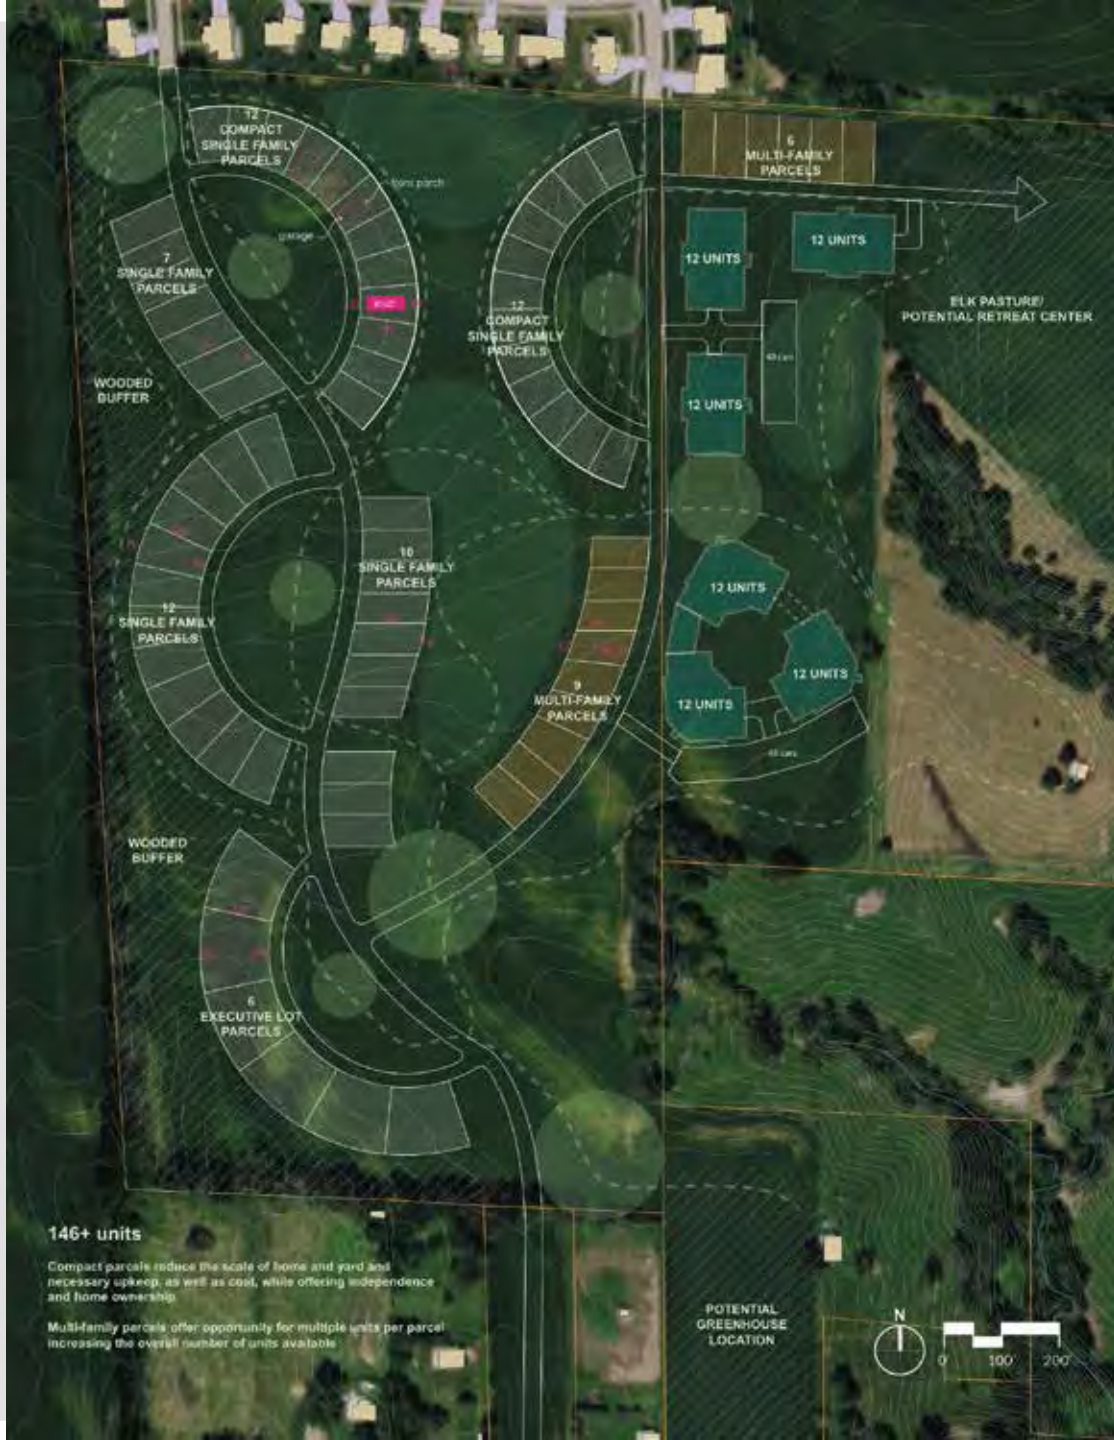 12
COMPACT
SINGLE FAMILY
PARCELS
front porch
garage
6
MULTI-FAMILY
PARCELS
7
SINGLE FAMILY
PARCELS
12 UNITS
12 UNITS
ELK PASTURE/
POTENTIAL RETREAT CENTER
12
COMPACT
SINGLE FAMILY
PARCELS
WOODED
BUFFER
12 UNITS
10
SINGLE FAMILY
PARCELS
12 UNITS
12
SINGLE FAMILY
PARCELS
12 UNITS
9
MULTI-FAMILY
PARCELS
12 UNITS
cars
WOODED
BUFFER
6
EXECUTIVE LOT
PARCELS
146+ units
Compact parcels reduce the scale of home and yard and
necessary upkeep, as well as cost, while offering independence
and home ownership
Multi-family parcels offer opportunity for multiple units per parcel
increasing the overall number of units available
POTENTIAL
GREENHOUSE
LOCATION
N
0 100 200'